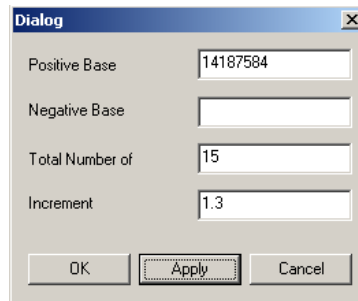 Dialog
Positive Base 14187584
Negative Base
Total Number of 15
Increment 1.3
OK Apply Cancel